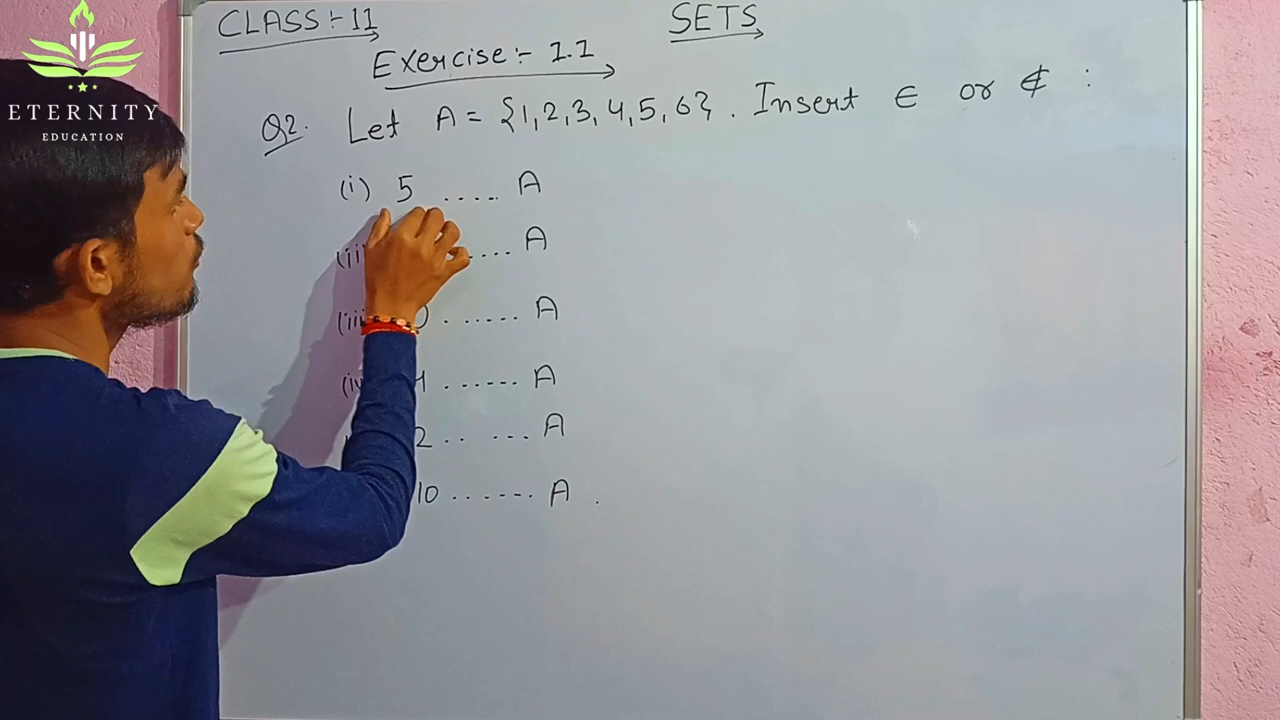 ETERNITY
EDUCATION
CLASS:- 11
SETS
Exercise:- 1.1
Q2. Let A = {1, 2, 3, 4, 5, 6}. Insert ∈ or ∉ :
(i) 5 ..... A
.... A
...... A
...... A
2 .. ... A
10 ...... A .